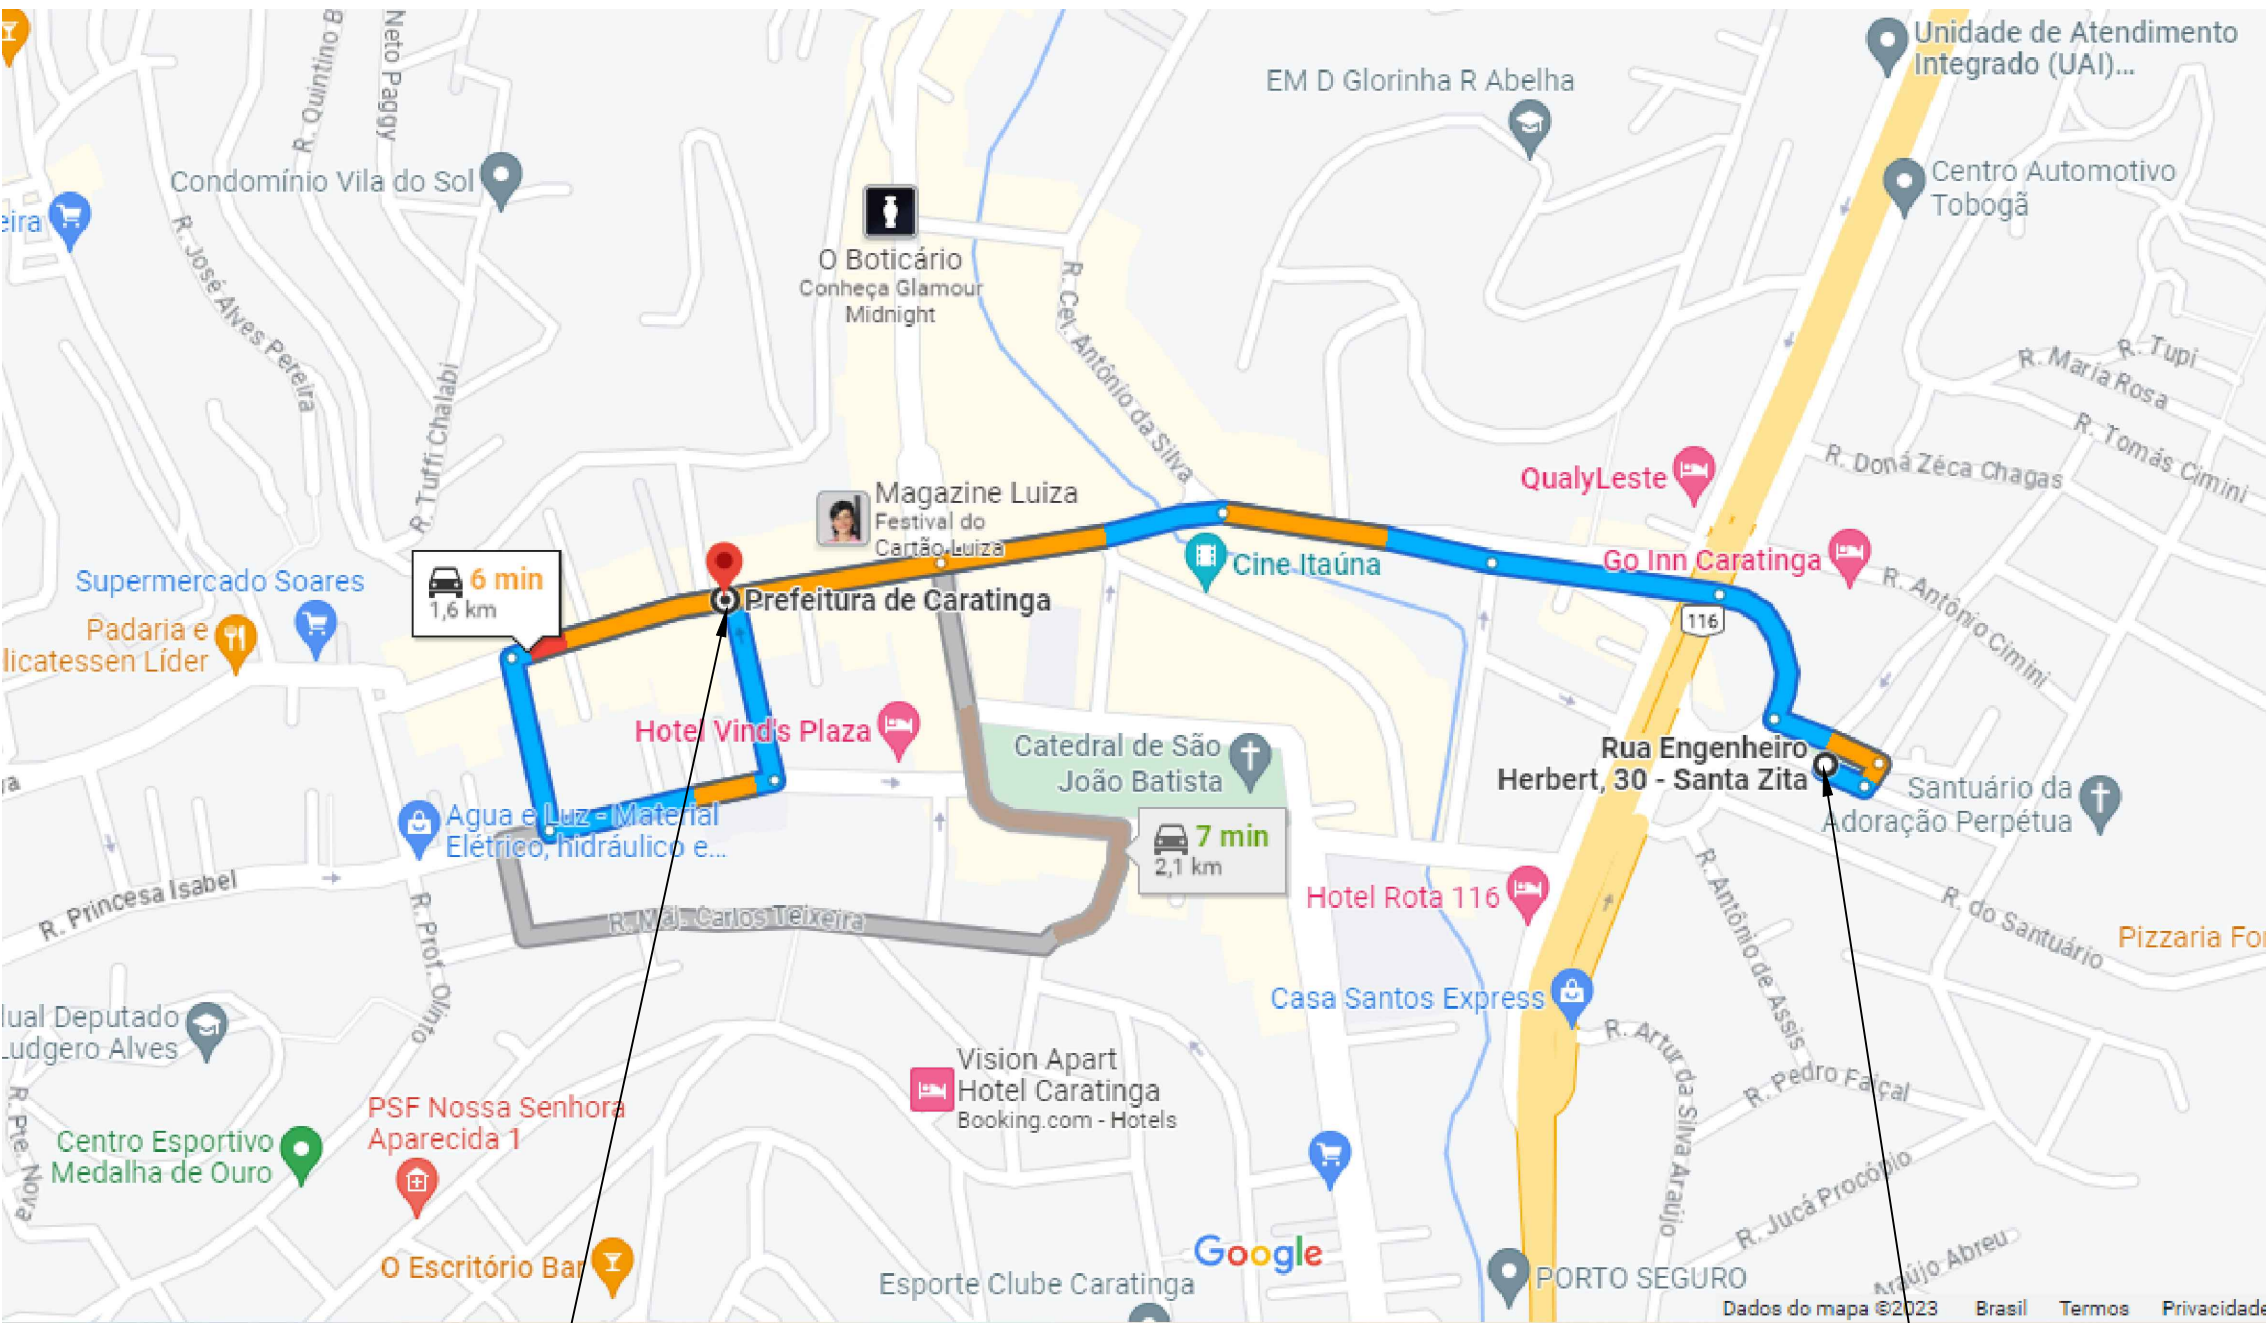 Unidade de Atendimento
Integrado (UAI)...
EM D Glorinha R Abelha
R. Quintino B
Neto Paggy
Condomínio Vila do Sol
Centro Automotivo
Tobogã
eira
R. José Alves Pereira
O Boticário
Conheça Glamour
Midnight
R. Cel. Antônio da Silva
R. Tupi
R. Maria Rosa
R. Tuffi Chalabi
R. Tomás Cimini
R. Doná Zéca Chagas
QualyLeste
Magazine Luiza
Festival do
Cartão Luiza
Go Inn Caratinga
Cine Itaúna
R. Antônio Cimini
Supermercado Soares
6 min
1,6 km
Prefeitura de Caratinga
116
Padaria e
licatessen Líder
Hotel Vind's Plaza
Catedral de São
João Batista
Rua Engenheiro
Herbert, 30 - Santa Zita
Santuário da
Adoração Perpétua
a
Agua e Luz - Material
Elétrico, hidráulico e...
7 min
2,1 km
R. Princesa Isabel
R. Maj. Carlos Teixeira
Hotel Rota 116
R. Antônio de Assis
R. do Santuário
Pizzaria For
R. Prof. Olinto
Casa Santos Express
ual Deputado
Ludgero Alves
R. Artur da Silva Araújo
Vision Apart
Hotel Caratinga
Booking.com - Hotels
R. Pedro Faiçal
R. Pte. Nova
PSF Nossa Senhora
Aparecida 1
Centro Esportivo
Medalha de Ouro
R. Jucá Procópio
Araújo Abreu
O Escritório Bar
Google
Esporte Clube Caratinga
PORTO SEGURO
Dados do mapa ©2023 Brasil Termos Privacidade